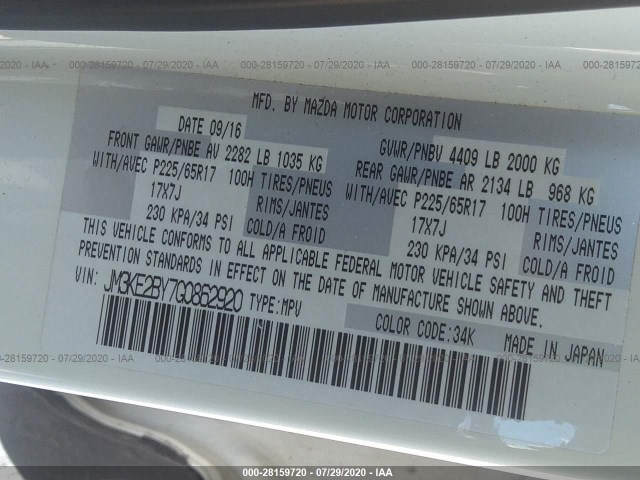 000-28159720 - 07/29/2020 - IAA
MFD. BY MAZDA MOTOR CORPORATION
DATE 09/16
GVWR/PNBV 4409 LB 2000 KG
FRONT GAWR/PNBE AV 2282 LB 1035 KG
REAR GAWR/PNBE AR 2134 LB 968 KG
WITH/AVEC P225/65R17 100H TIRES/PNEUS
WITH/AVEC P225/65R17 100H TIRES/PNEUS
17X7J RIMS/JANTES
17X7J RIMS/JANTES
230 KPA/34 PSI COLD/A FROID
230 KPA/34 PSI COLD/A FROID
THIS VEHICLE CONFORMS TO ALL APPLICABLE FEDERAL MOTOR VEHICLE SAFETY AND THEFT
PREVENTION STANDARDS IN EFFECT ON THE DATE OF MANUFACTURE SHOWN ABOVE.
VIN: JM3KE2BY7G0862920 TYPE:MPV
COLOR CODE:34K MADE IN JAPAN
000-28159720 - 07/29/2020 - IAA